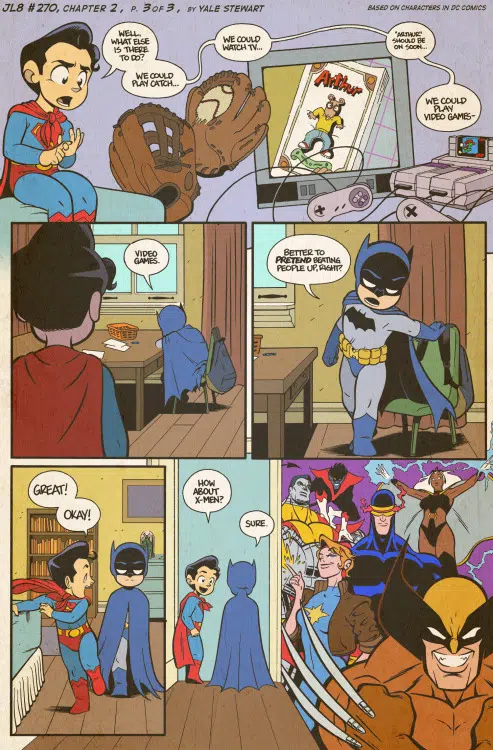 JL8 #270, CHAPTER 2, P. 3 OF 3, BY YALE STEWART
BASED ON CHARACTERS IN DC COMICS
WELL,
WHAT ELSE
IS THERE
TO DO?
WE COULD
PLAY CATCH...
WE COULD
WATCH TV...
"ARTHUR"
SHOULD BE
ON SOON...
WE COULD
PLAY
VIDEO GAMES-
Arthur
VIDEO
GAMES.
BETTER TO
PRETEND BEATING
PEOPLE UP, RIGHT?
GREAT!
OKAY!
HOW
ABOUT
X-MEN?
SURE.